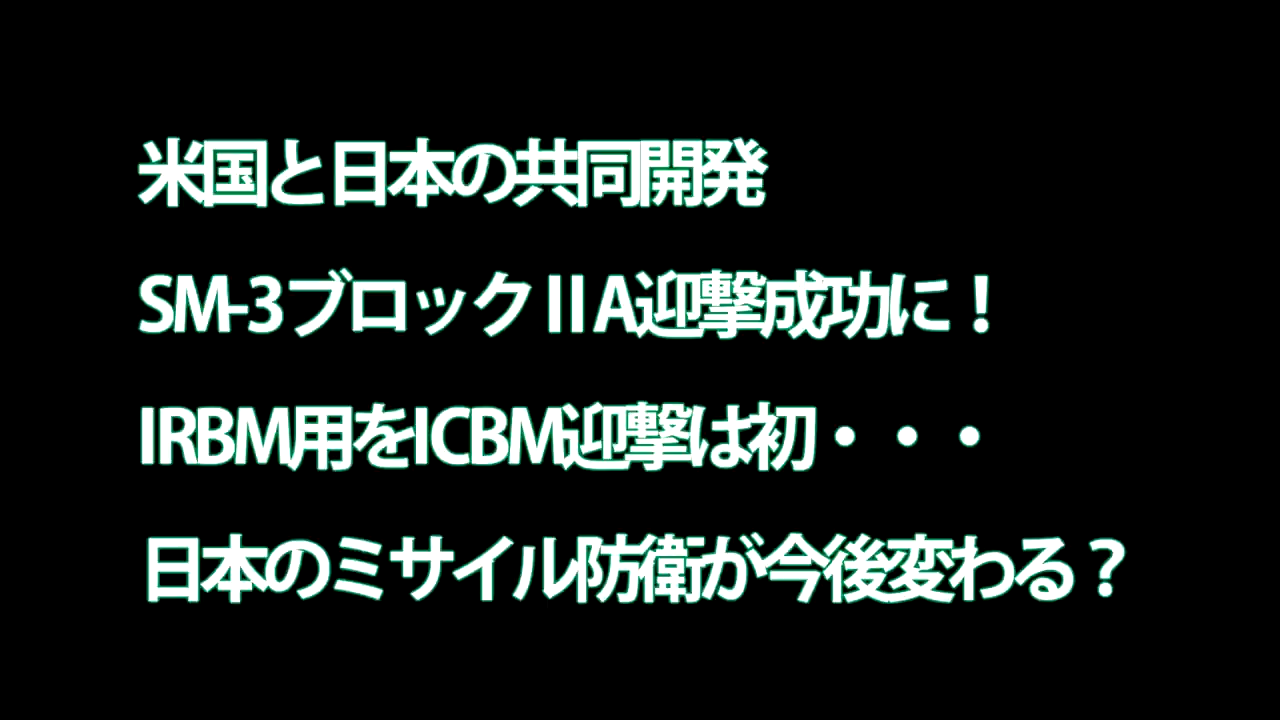 米国と日本の共同開発
SM-3ブロックⅡA迎撃成功に！
IRBM用をICBM迎撃は初・・・
日本のミサイル防衛が今後変わる？